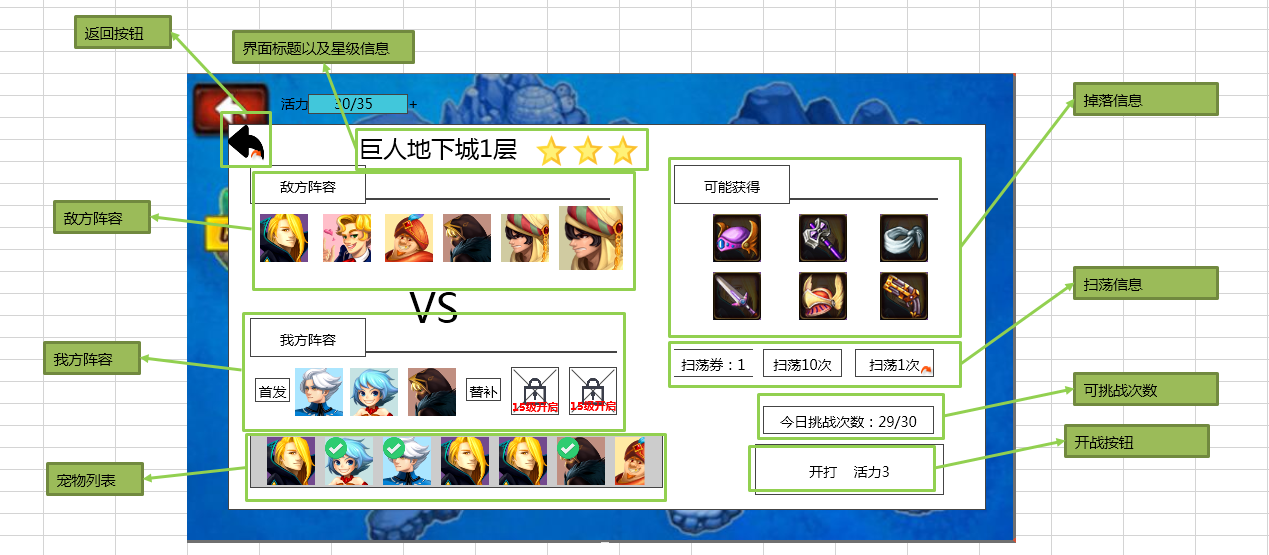 返回按钮
界面标题以及星级信息
掉落信息
活力 30/35 +
巨人地下城1层
敌方阵容
敌方阵容
可能获得
扫荡信息
VS
我方阵容
我方阵容
首发
替补
15级开启
15级开启
扫荡券：1
扫荡10次
扫荡1次
可挑战次数
今日挑战次数：29/30
开战按钮
宠物列表
开打 活力3